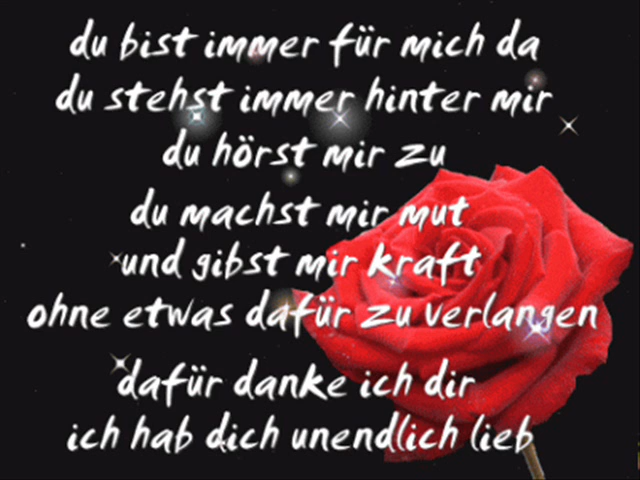 du bist immer für mich da
du stehst immer hinter mir
du hörst mir zu
du machst mir mut
und gibst mir kraft
ohne etwas dafür zu verlangen
dafür danke ich dir
ich hab dich unendlich lieb